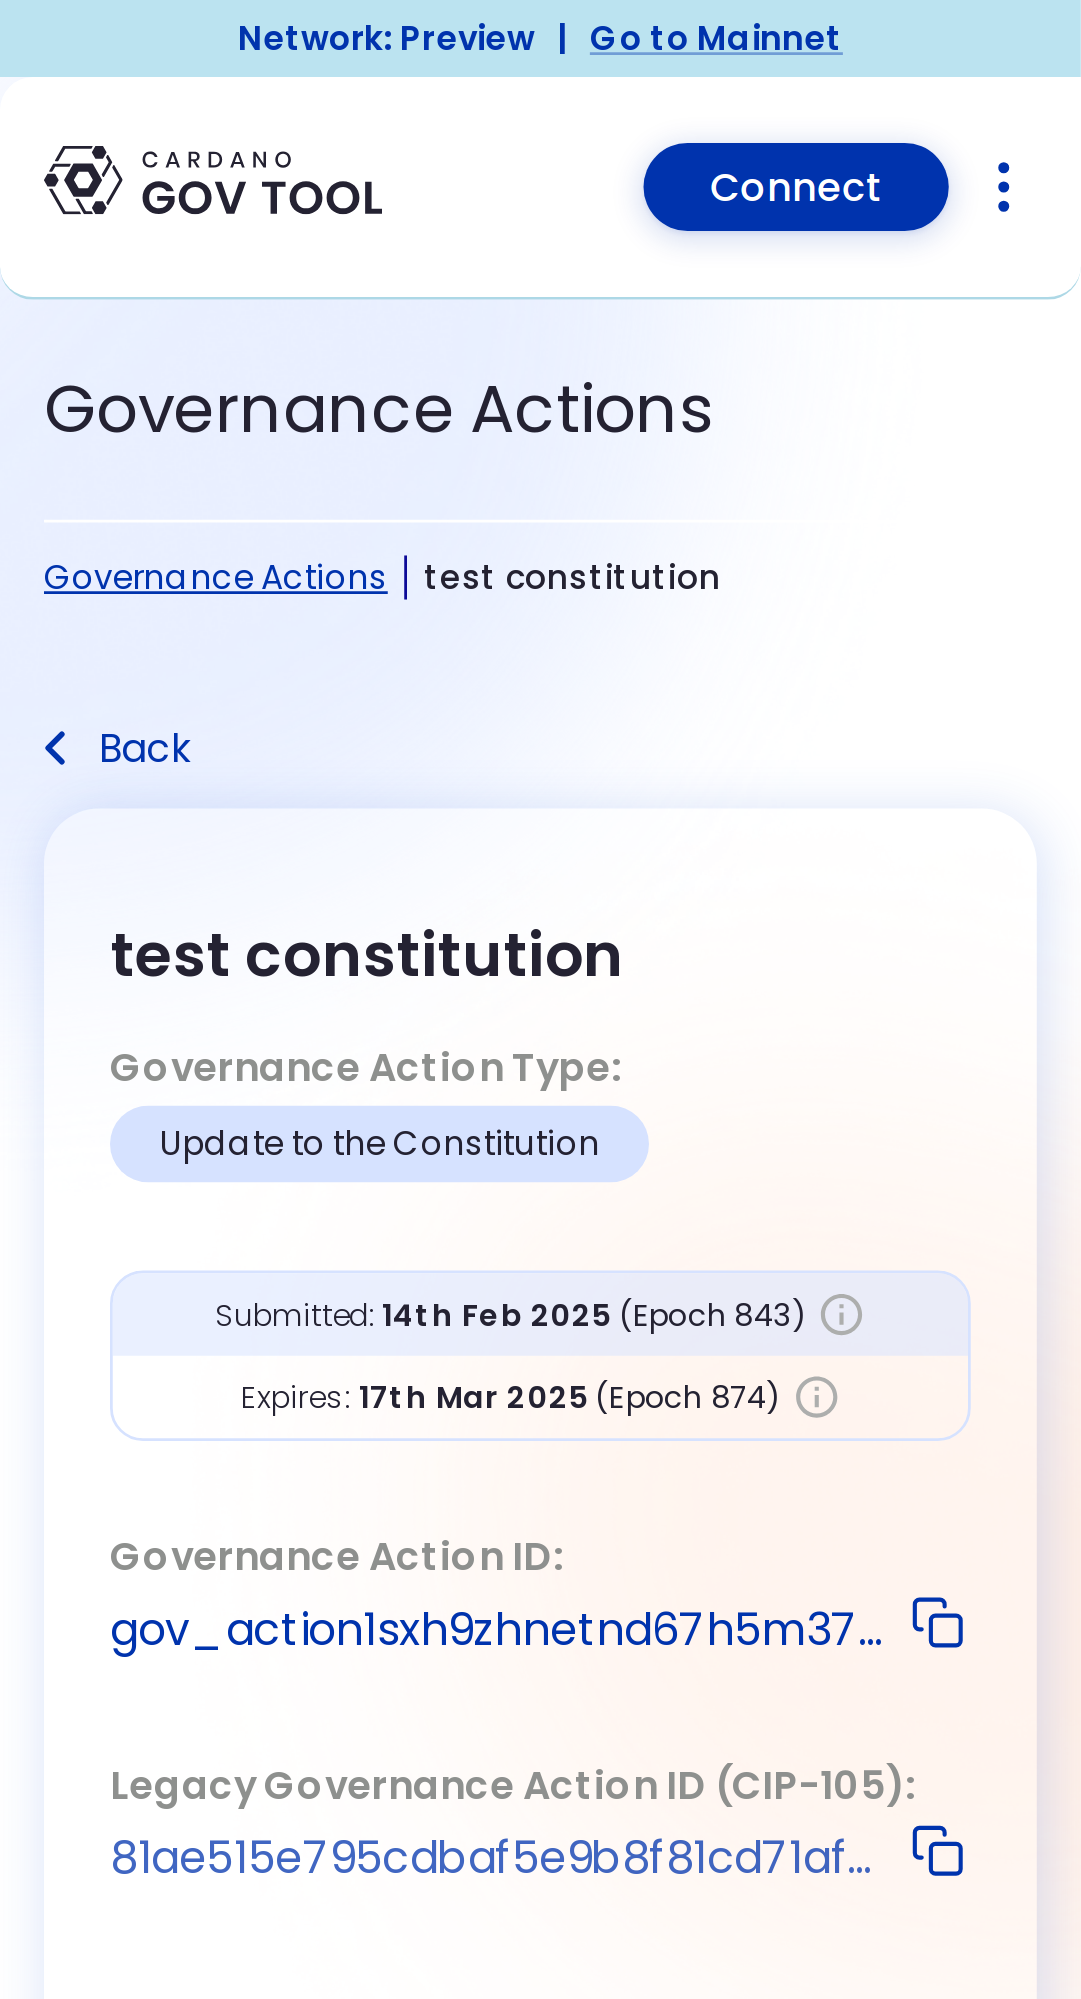 Network: Preview | Go to Mainnet
CARDANO
GOV TOOL
Connect
Governance Actions
Governance Actions | test constitution
Back
test constitution
Governance Action Type:
Update to the Constitution
Submitted: 14th Feb 2025 (Epoch 843)
Expires: 17th Mar 2025 (Epoch 874)
Governance Action ID:
gov_action1sxh9zhnetnd67h5m37...
Legacy Governance Action ID (CIP-105):
81ae515e795cdbaf5e9b8f81cd71af...